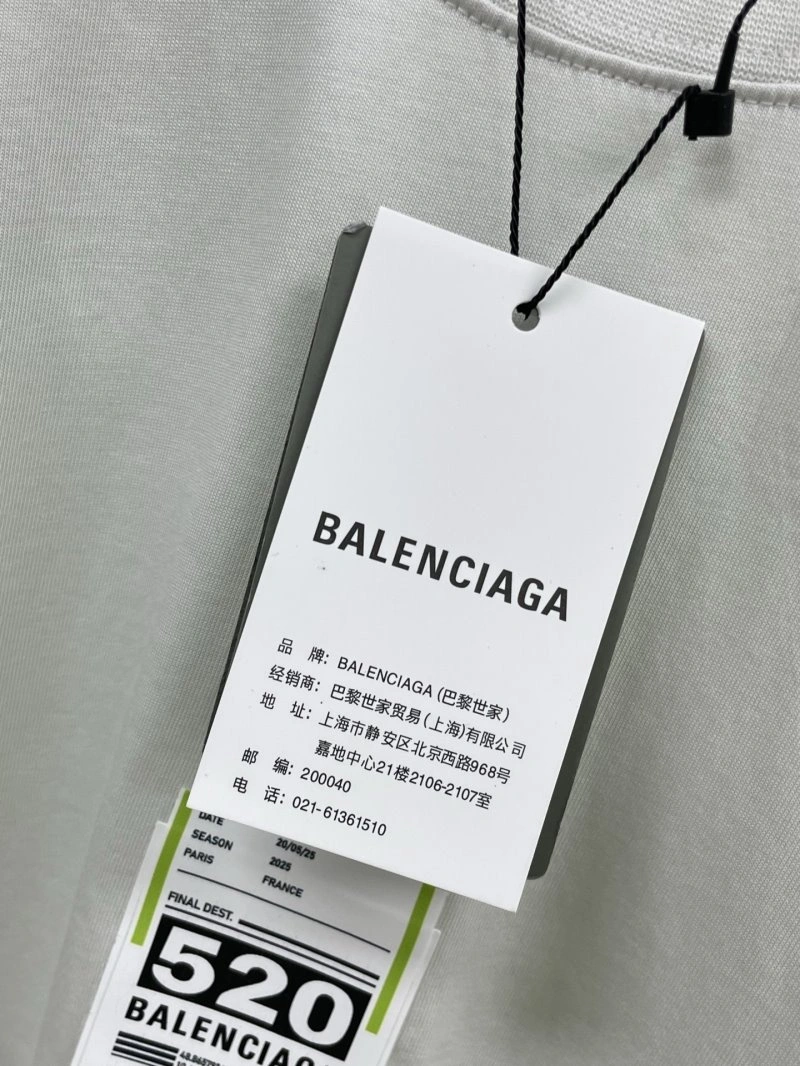 BALENCIAGA
品 牌: BALENCIAGA (巴黎世家)
经销商: 巴黎世家贸易(上海)有限公司
地 址: 上海市静安区北京西路968号
嘉地中心21楼2106-2107室
邮 编: 200040
电 话: 021-61361510
DATE 20/05/25
SEASON 2025
PARIS FRANCE
FINAL DEST.
520
BALENCIAGA